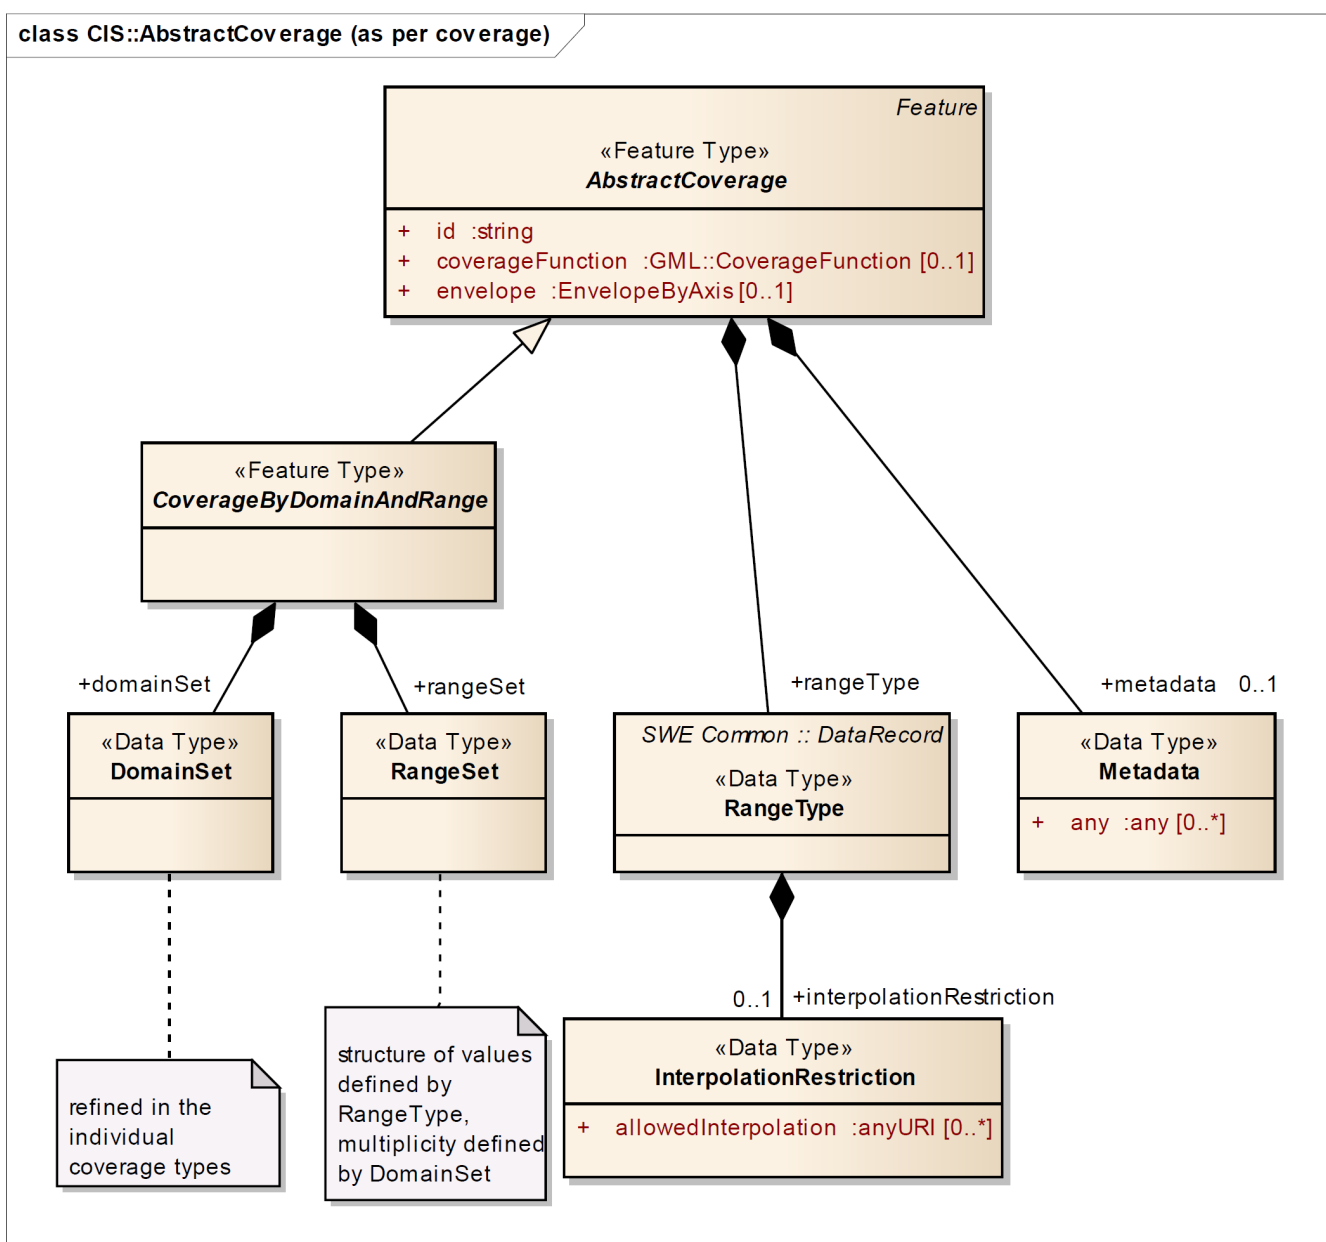 class CIS::AbstractCoverage (as per coverage)
Feature
«Feature Type»
AbstractCoverage
+ id :string
+ coverageFunction :GML::CoverageFunction [0..1]
+ envelope :EnvelopeByAxis [0..1]
«Feature Type»
CoverageByDomainAndRange
+domainSet
+rangeSet
+rangeType
+metadata 0..1
«Data Type»
DomainSet
«Data Type»
RangeSet
SWE Common :: DataRecord
«Data Type»
RangeType
«Data Type»
Metadata
+ any :any [0..*]
0..1 +interpolationRestriction
refined in the
individual
coverage types
structure of values
defined by
RangeType,
multiplicity defined
by DomainSet
«Data Type»
InterpolationRestriction
+ allowedInterpolation :anyURI [0..*]